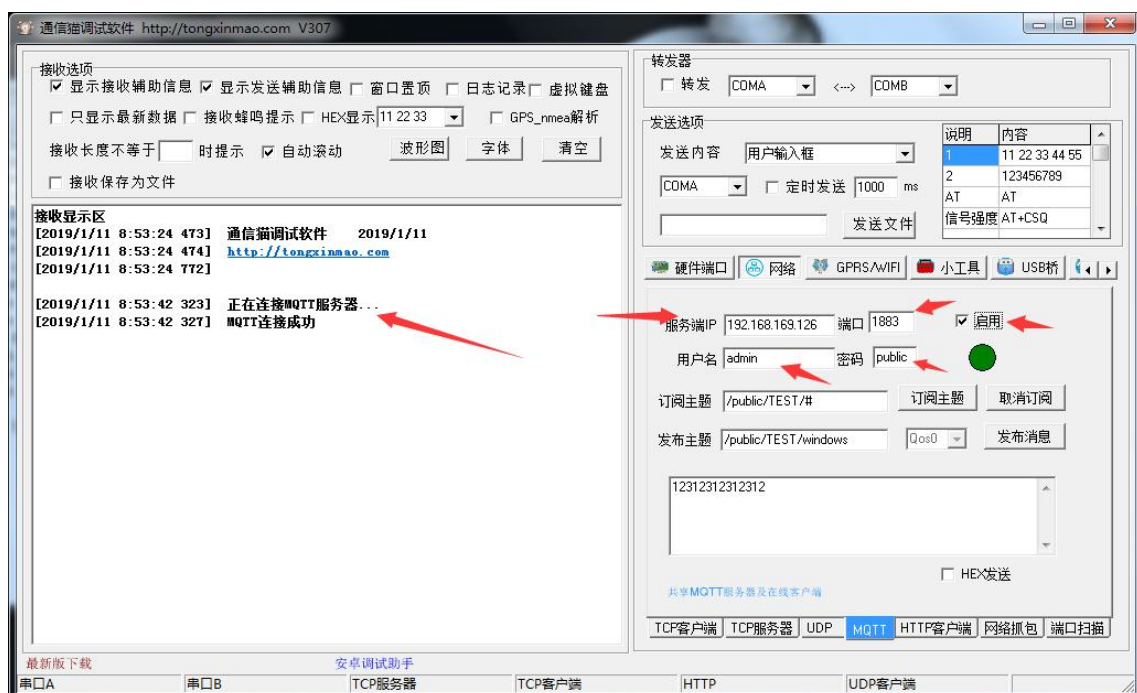 通信猫调试软件 http://tongxinmao.com V307
接收选项
显示接收辅助信息 显示发送辅助信息 窗口置顶 日志记录 虚拟键盘
只显示最新数据 接收蜂鸣提示 HEX显示 11 22 33 GPS_nmea解析
接收长度不等于 时提示 自动滚动 波形图 字体 清空
接收保存为文件
接收显示区
[2019/1/11 8:53:24 473] 通信猫调试软件 2019/1/11
[2019/1/11 8:53:24 474] http://tongxinmao.com
[2019/1/11 8:53:24 772]
[2019/1/11 8:53:42 323] 正在连接MQTT服务器...
[2019/1/11 8:53:42 327] MQTT连接成功
转发器
转发 COMA <--> COMB
发送选项
发送内容 用户输入框
COMA 定时发送 1000 ms
发送文件
说明 内容
1 11 22 33 44 55
2 123456789
AT AT
信号强度 AT+CSQ
硬件端口 网络 GPRS/WIFI 小工具 USB桥
服务端IP 192.168.169.126 端口 1883 启用
用户名 admin 密码 public
订阅主题 /public/TEST/# 订阅主题 取消订阅
发布主题 /public/TEST/windows Qos0 发布消息
12312312312312
HEX发送
共享MQTT服务器及在线客户端
TCP客户端 TCP服务器 UDP MQTT HTTP客户端 网络抓包 端口扫描
最新版下载 安卓调试助手
串口A 串口B TCP服务器 TCP客户端 HTTP UDP客户端